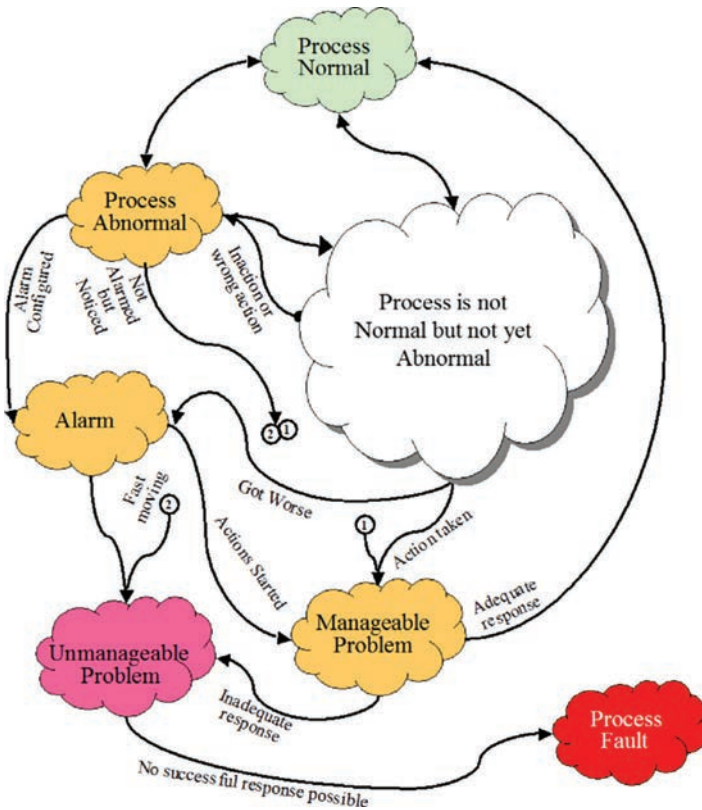 Process
Normal
Process
Abnormal
Process is not
Normal but not yet
Abnormal
Inaction or
wrong action
Not
Alarmed
but
Noticed
Alarm
Configured
Alarm
2 1
Fast
moving
2
Got Worse
1
Action taken
Actions Started
Manageable
Problem
Adequate
response
Unmanageable
Problem
Inadequate
response
Process
Fault
No successful response possible